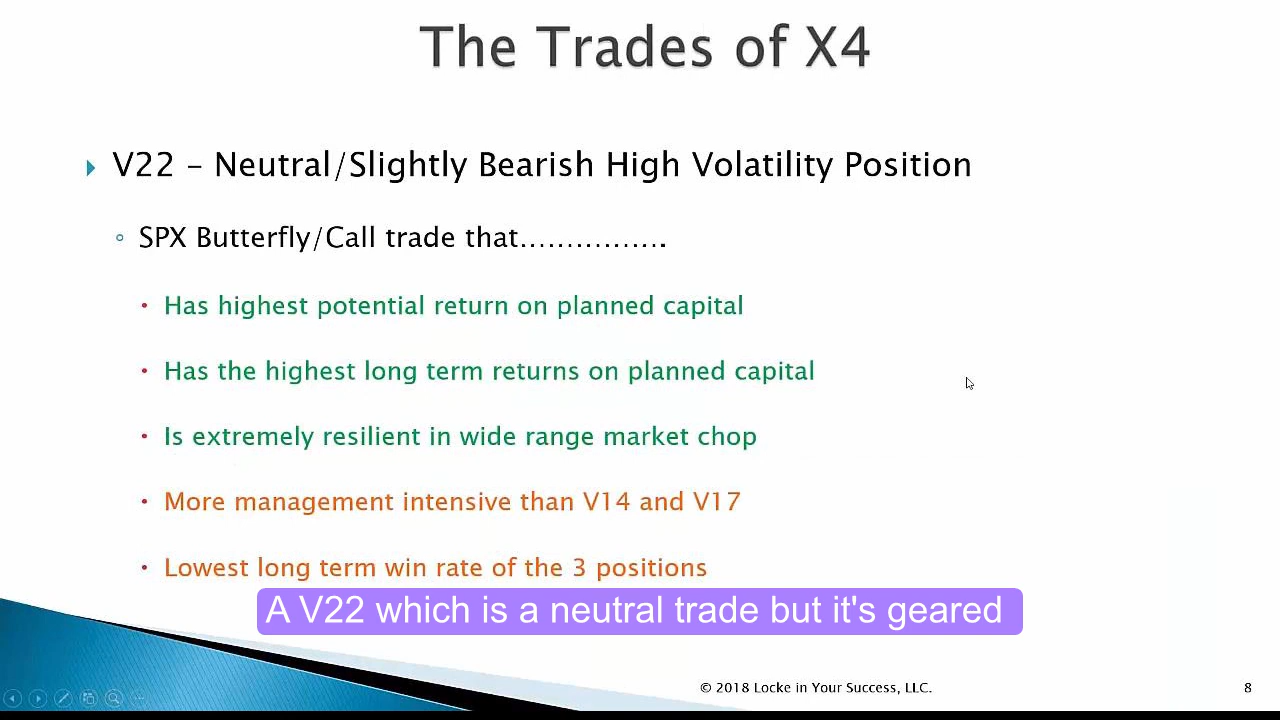 The Trades of X4
V22 – Neutral/Slightly Bearish High Volatility Position
SPX Butterfly/Call trade that…………….
Has highest potential return on planned capital
Has the highest long term returns on planned capital
Is extremely resilient in wide range market chop
More management intensive than V14 and V17
Lowest long term win rate of the 3 positions
A V22 which is a neutral trade but it's geared
© 2018 Locke in Your Success, LLC.
8